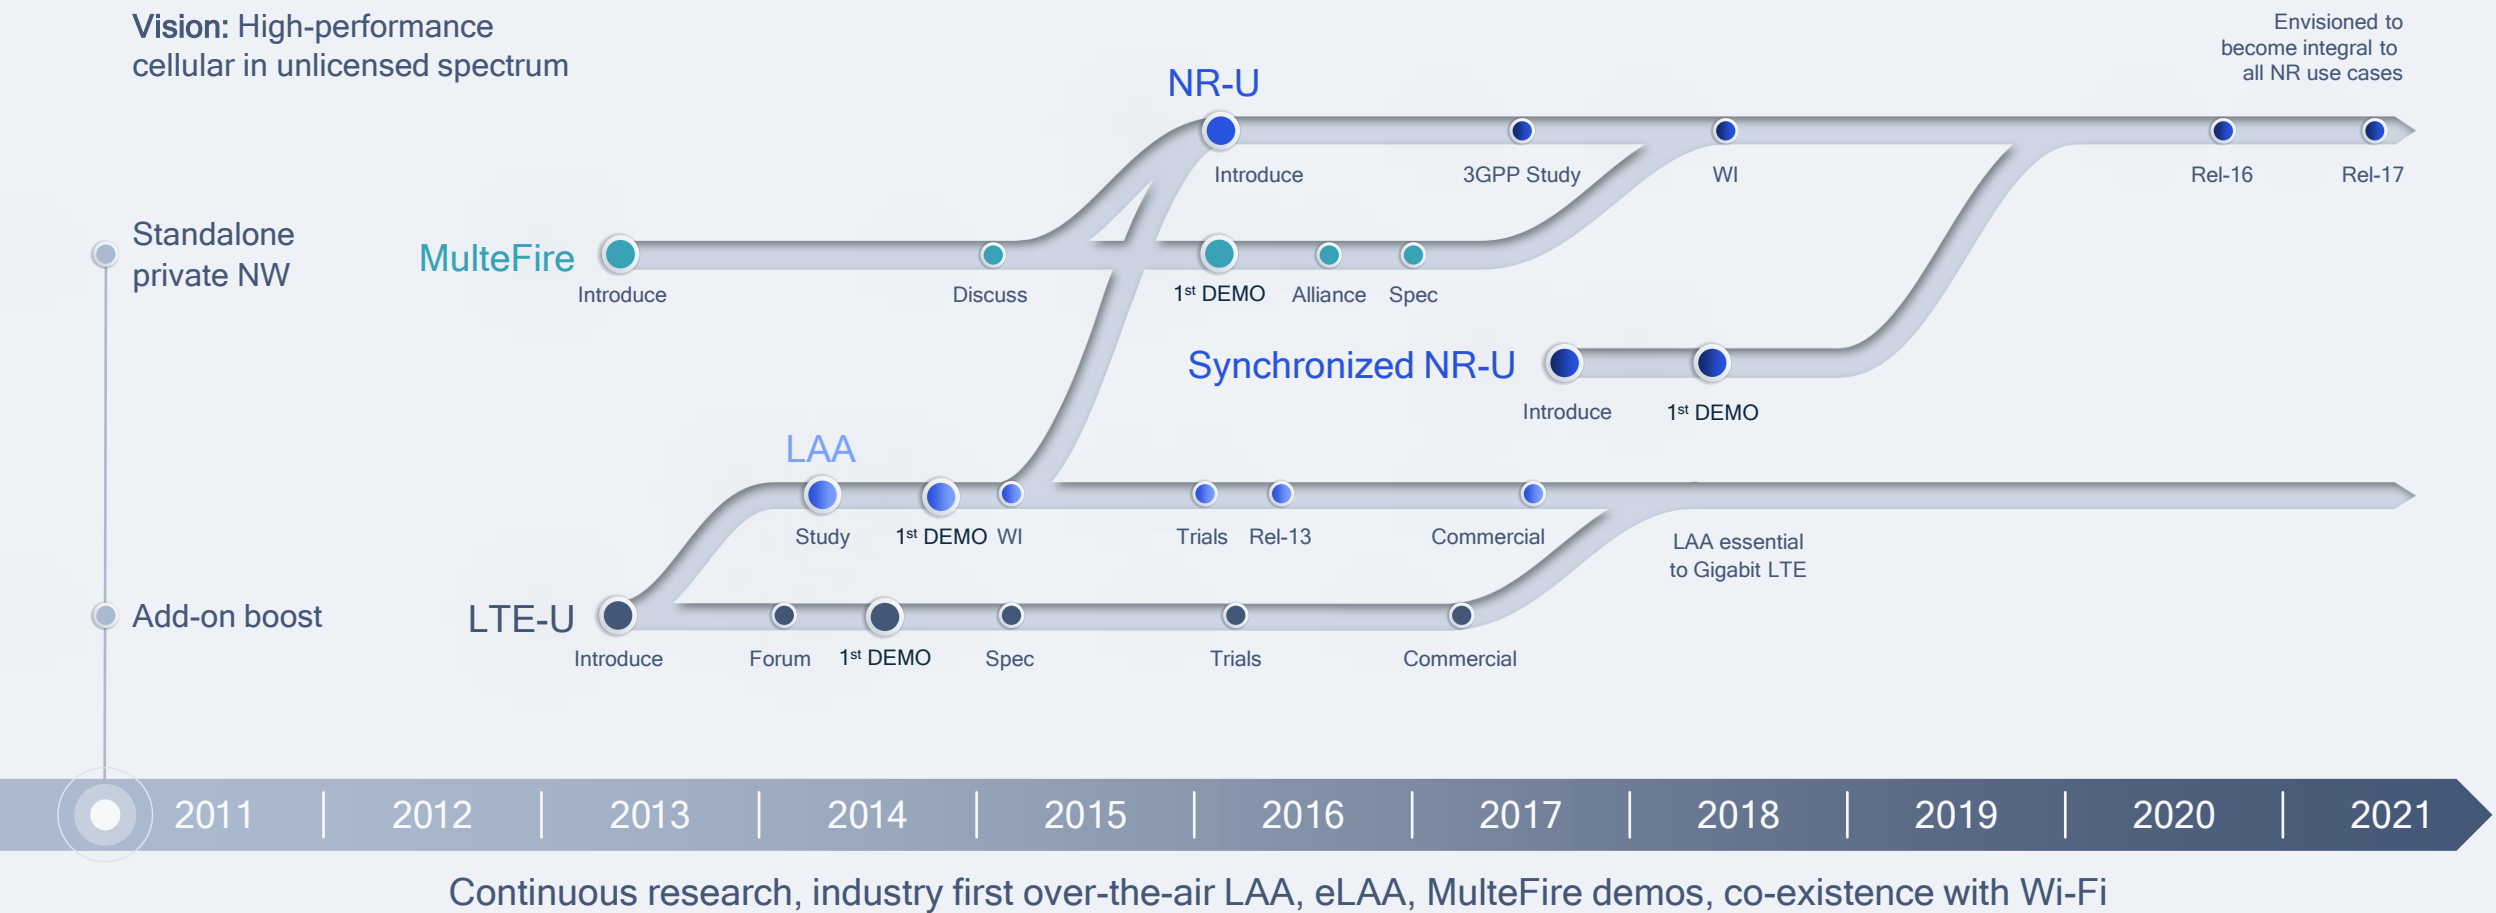 Vision: High-performance
cellular in unlicensed spectrum
Envisioned to
become integral to
all NR use cases
NR-U
Introduce
3GPP Study
WI
Rel-16
Rel-17
Standalone
private NW
MulteFire
Introduce
Discuss
1st DEMO
Alliance
Spec
Synchronized NR-U
Introduce
1st DEMO
LAA
Study
1st DEMO
WI
Trials
Rel-13
Commercial
LAA essential
to Gigabit LTE
Add-on boost
LTE-U
Introduce
Forum
1st DEMO
Spec
Trials
Commercial
2011
2012
2013
2014
2015
2016
2017
2018
2019
2020
2021
Continuous research, industry first over-the-air LAA, eLAA, MulteFire demos, co-existence with Wi-Fi